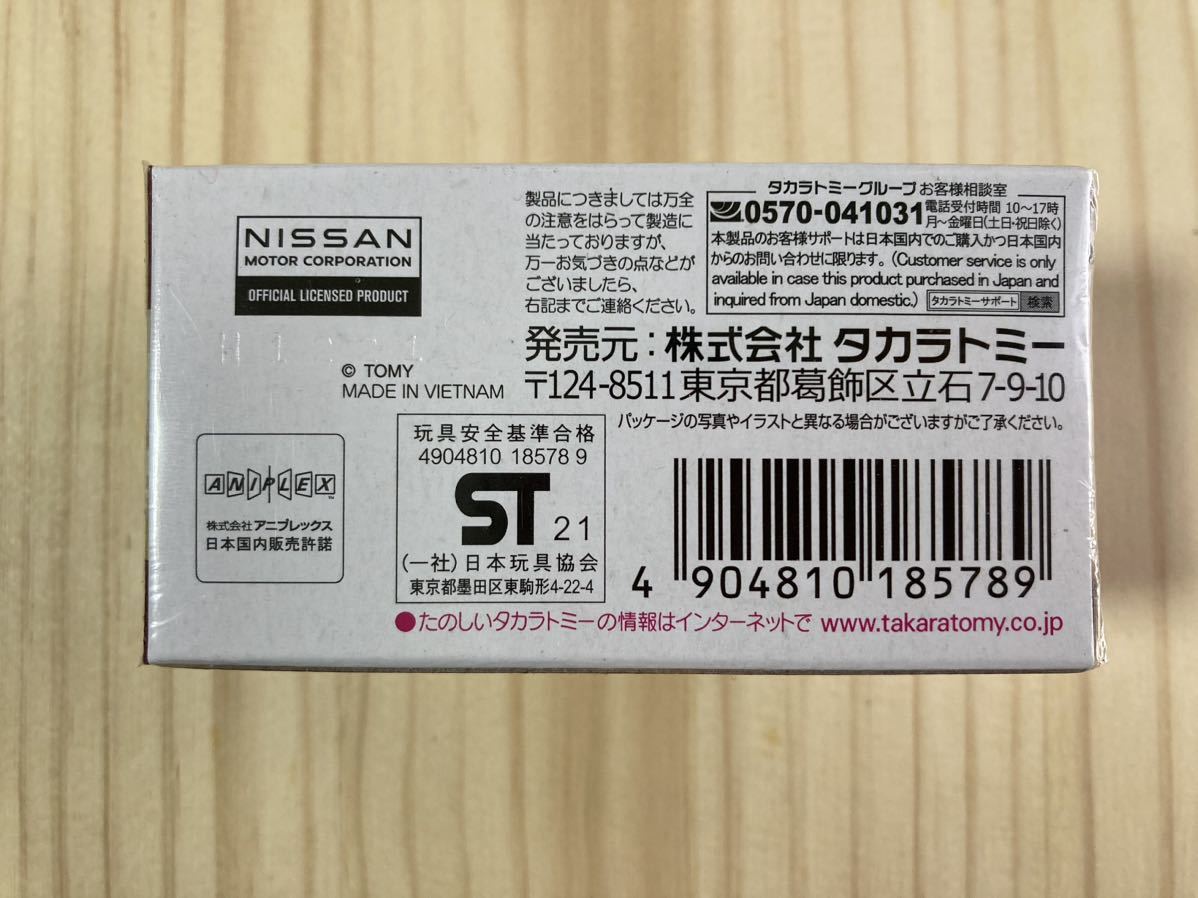 NISSAN
MOTOR CORPORATION
OFFICIAL LICENSED PRODUCT
© TOMY
MADE IN VIETNAM
製品につきましては万全
の注意をはらって製造に
当たっておりますが、
万一お気づきの点などが
ございましたら、
右記までご連絡ください。
タカラトミーグループ お客様相談室
0570-041031 電話受付時間 10〜17時
月〜金曜日(土日・祝日除く)
本製品のお客様サポートは日本国内でのご購入かつ日本国内
からのお問い合わせに限ります。(Customer service is only
available in case this product purchased in Japan and
inquired from Japan domestic.) タカラトミーサポート 検索
発売元:株式会社 タカラトミー
〒124-8511 東京都葛飾区立石7-9-10
パッケージの写真やイラストと異なる場合がございますがご了承ください。
ANIPLEX
株式会社アニプレックス
日本国内販売許諾
玩具安全基準合格
4904810 18578 9
ST 21
(一社)日本玩具協会
東京都墨田区東駒形4-22-4
4 904810 185789
●たのしいタカラトミーの情報はインターネットで www.takaratomy.co.jp